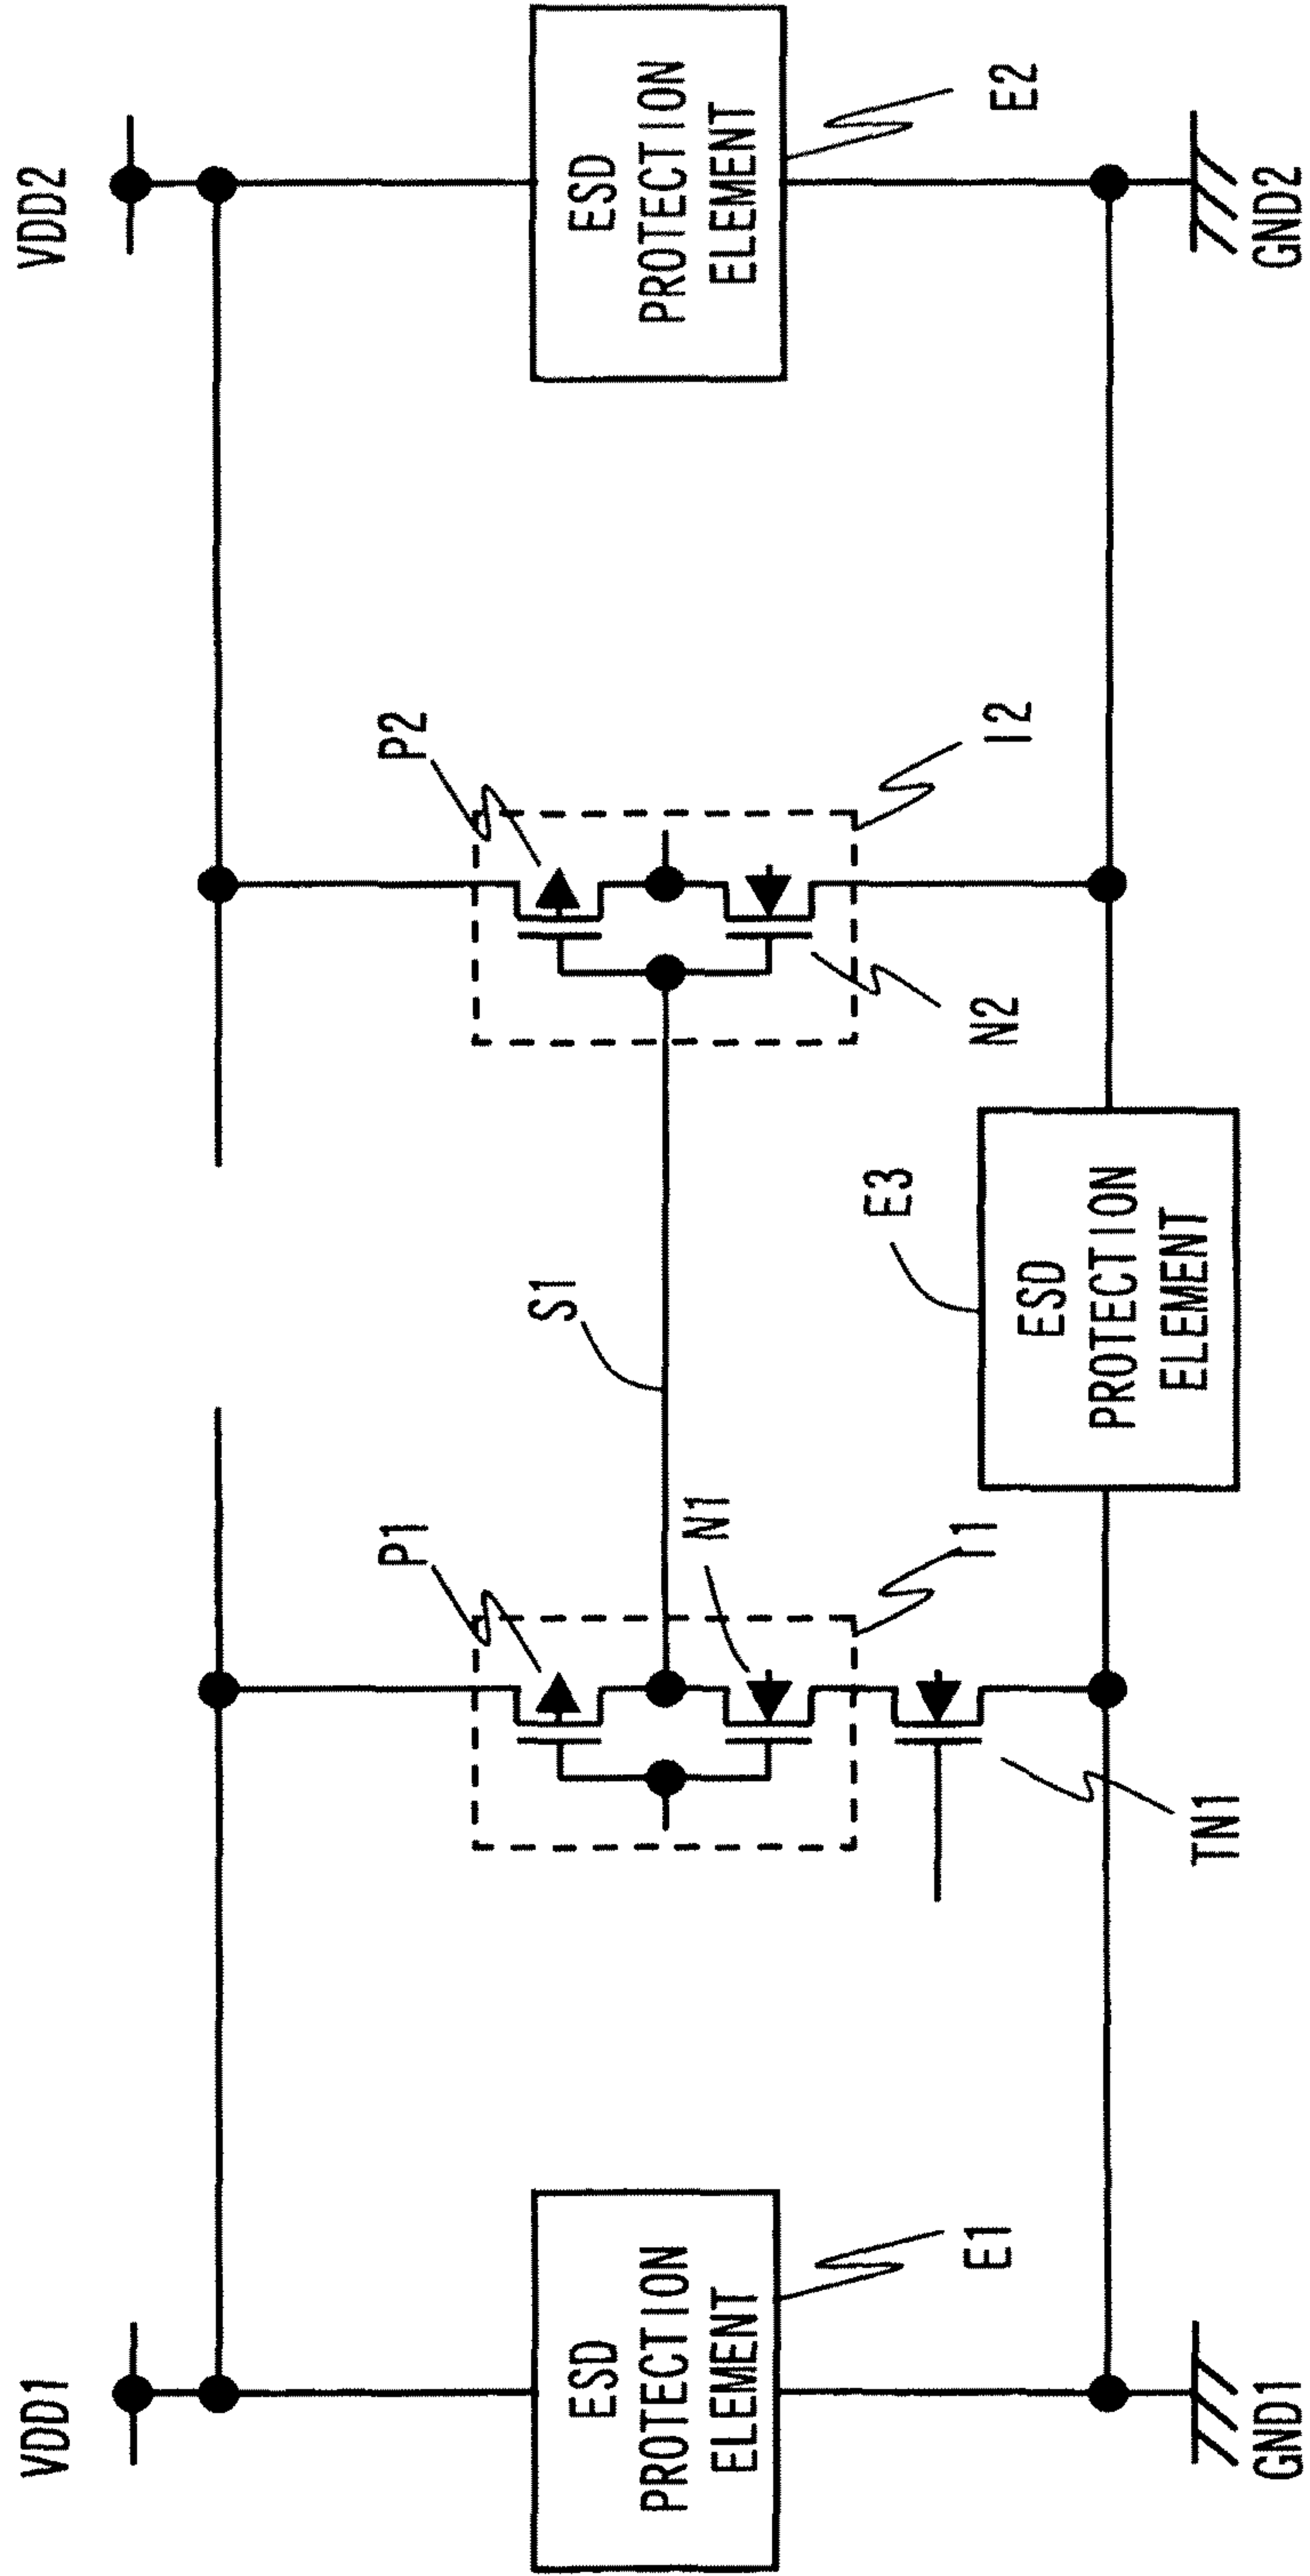 VDD1
VDD2
P1
P2
S1
ESD
PROTECTION
ELEMENT
E1
N1
I1
TN1
E3
ESD
PROTECTION
ELEMENT
N2
I2
ESD
PROTECTION
ELEMENT
E2
GND1
GND2